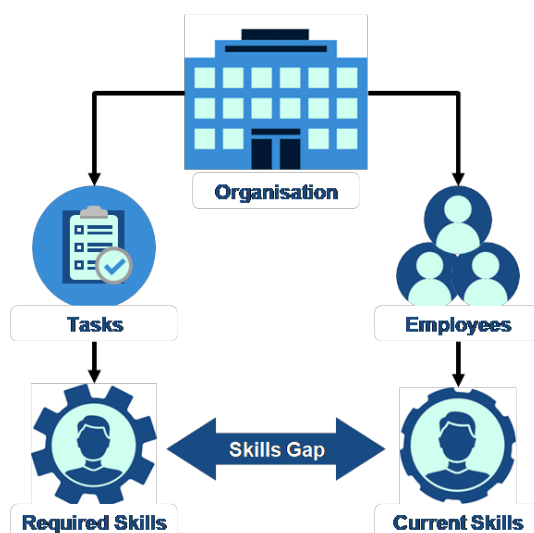 Organisation
Tasks
Employees
Skills Gap
Required Skills
Current Skills